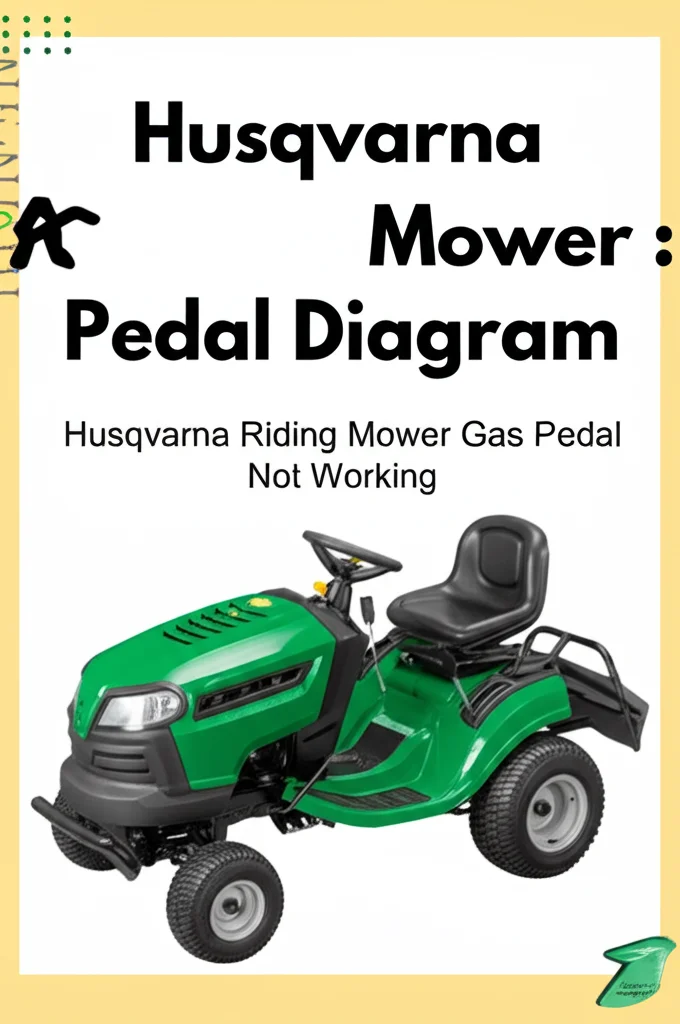 Husqvarna
Mower :
Pedal Diagram
Husqvarna Riding Mower Gas Pedal
Not Working